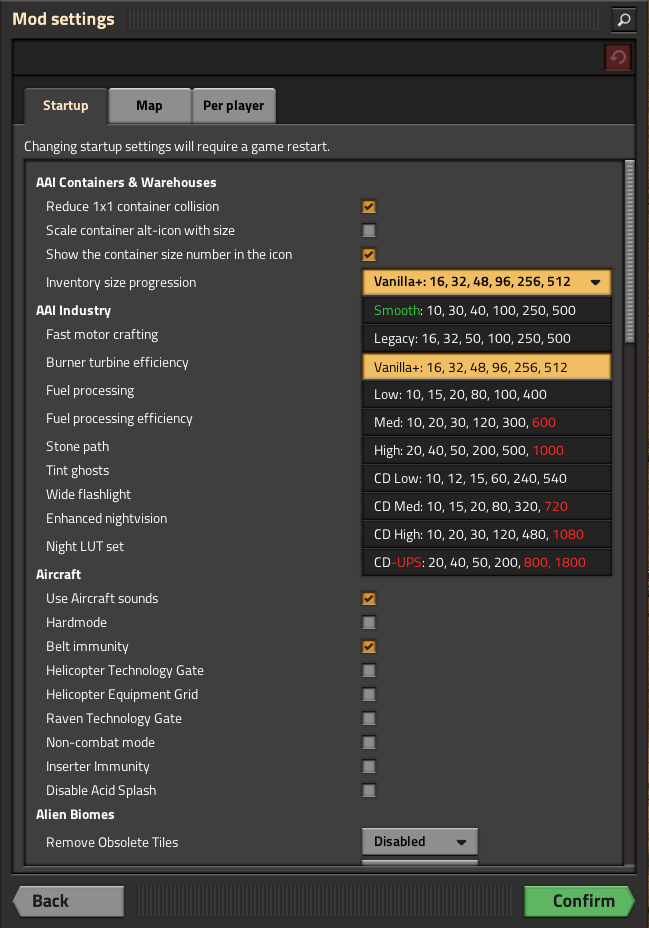 Mod settings
Startup Map Per player
Changing startup settings will require a game restart.
AAI Containers & Warehouses
Reduce 1x1 container collision
Scale container alt-icon with size
Show the container size number in the icon
Inventory size progression Vanilla+: 16, 32, 48, 96, 256, 512
AAI Industry Smooth: 10, 30, 40, 100, 250, 500
Fast motor crafting Legacy: 16, 32, 50, 100, 250, 500
Burner turbine efficiency Vanilla+: 16, 32, 48, 96, 256, 512
Fuel processing Low: 10, 15, 20, 80, 100, 400
Fuel processing efficiency Med: 10, 20, 30, 120, 300, 600
Stone path High: 20, 40, 50, 200, 500, 1000
Tint ghosts CD Low: 10, 12, 15, 60, 240, 540
Wide flashlight CD Med: 10, 15, 20, 80, 320, 720
Enhanced nightvision CD High: 10, 20, 30, 120, 480, 1080
Night LUT set CD-UPS: 20, 40, 50, 200, 800, 1800
Aircraft
Use Aircraft sounds
Hardmode
Belt immunity
Helicopter Technology Gate
Helicopter Equipment Grid
Raven Technology Gate
Non-combat mode
Inserter Immunity
Disable Acid Splash
Alien Biomes
Remove Obsolete Tiles Disabled
Back Confirm